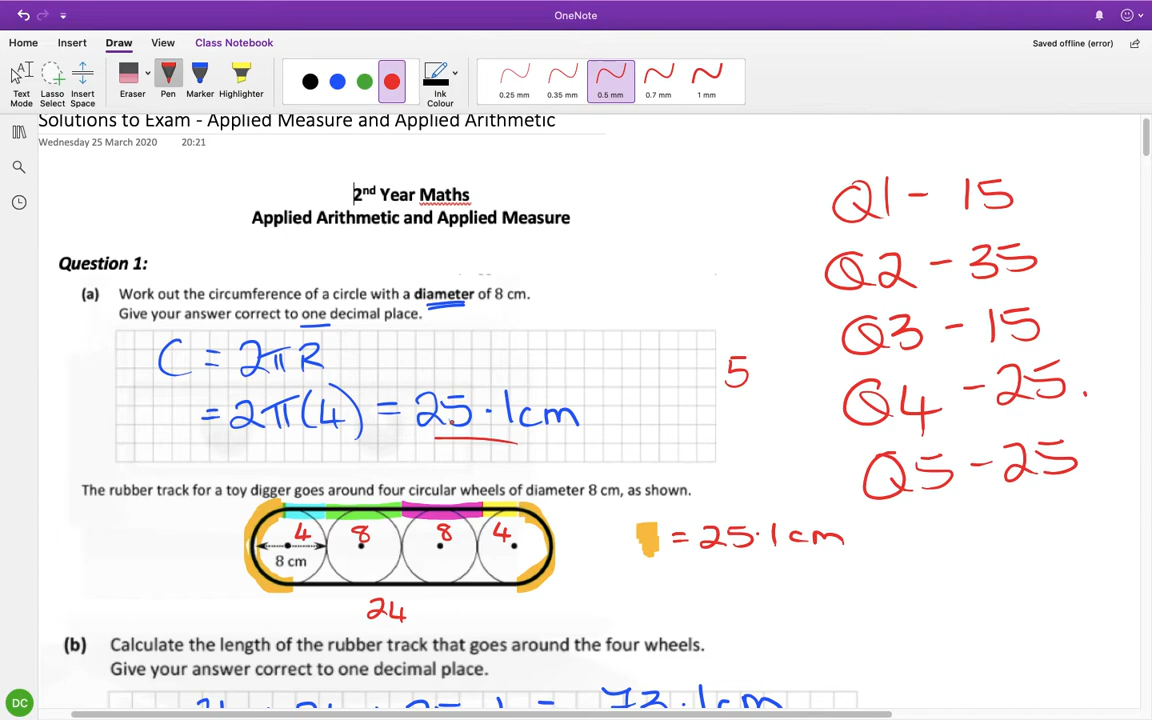 OneNote
Home Insert Draw View Class Notebook
Saved offline (error)
Text Mode
Lasso Select
Insert Space
Eraser
Pen
Marker
Highlighter
Ink Colour
0.25 mm 0.35 mm 0.5 mm 0.7 mm 1 mm
Solutions to Exam - Applied Measure and Applied Arithmetic
Wednesday 25 March 2020 20:21
2nd Year Maths
Applied Arithmetic and Applied Measure
Q1 - 15
Q2 - 35
Q3 - 15
Q4 - 25.
Q5 - 25
Question 1:
(a) Work out the circumference of a circle with a diameter of 8 cm.
Give your answer correct to one decimal place.
C = 2πR
= 2π(4) = 25.1cm
5
The rubber track for a toy digger goes around four circular wheels of diameter 8 cm, as shown.
4 8 8 4
8 cm
= 25.1cm
24
(b) Calculate the length of the rubber track that goes around the four wheels.
Give your answer correct to one decimal place.
= 73.1cm
DC